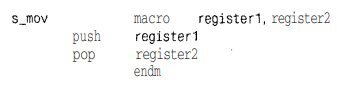 s_mov macro register1, register2
push register1
pop register2
endm